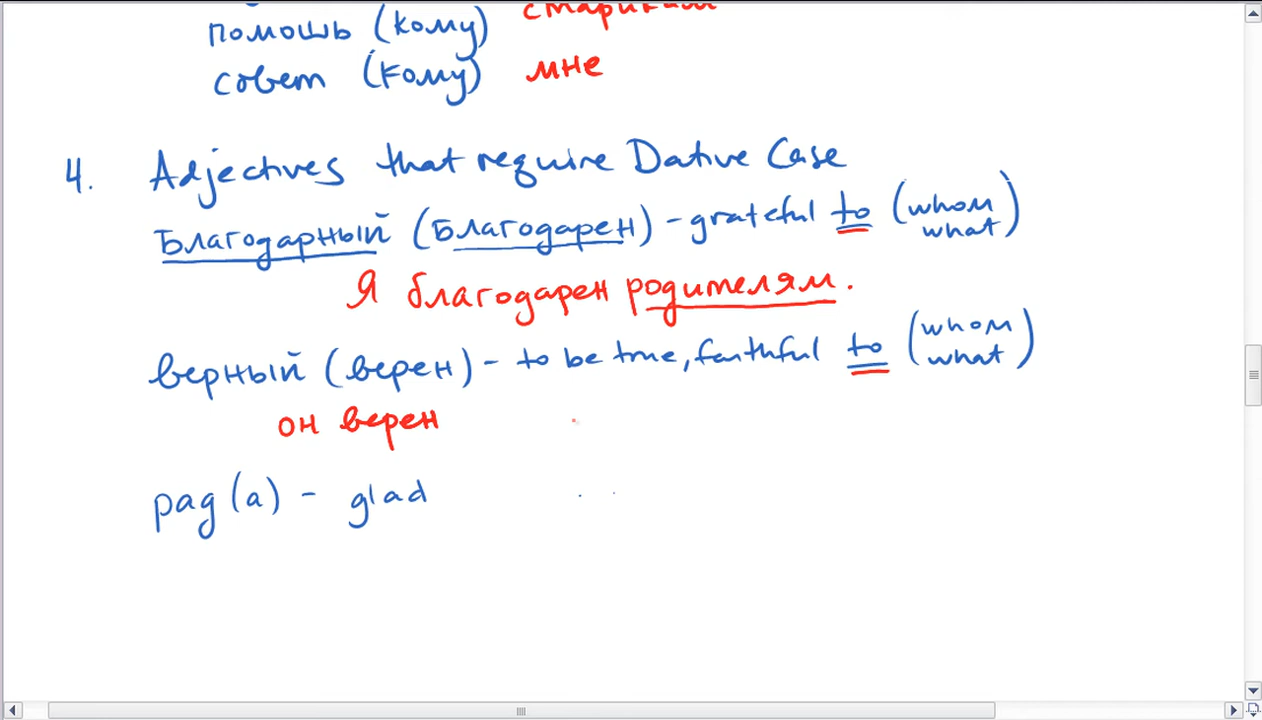 помощь (кому) старикам
совет (кому) мне
4. Adjectives that require Dative Case
Благодарный (Благодарен) - grateful to (whom what)
Я благодарен родителям.
верный (верен) - to be true, faithful to (whom what)
он верен
рад (а) - glad